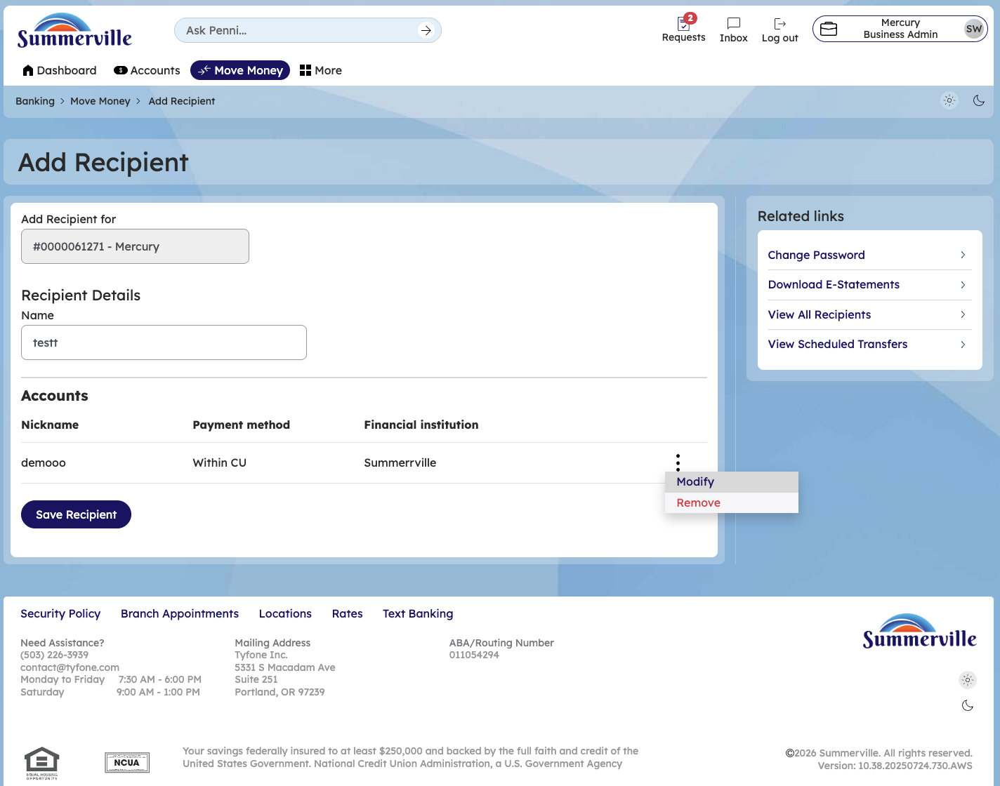 Summerville
Ask Penni...
2
Requests
Inbox
Log out
Mercury
Business Admin
SW
Dashboard
Accounts
Move Money
More
Banking
Move Money
Add Recipient
Add Recipient
Add Recipient for
#0000061271 - Mercury
Recipient Details
Name
testt
Accounts
Nickname Payment method Financial institution
demooo Within CU Summerrville
Modify
Remove
Save Recipient
Related links
Change Password
Download E-Statements
View All Recipients
View Scheduled Transfers
Security Policy Branch Appointments Locations Rates Text Banking
Need Assistance?
(503) 226-3939
contact@tyfone.com
Monday to Friday 7:30 AM - 6:00 PM
Saturday 9:00 AM - 1:00 PM
Mailing Address
Tyfone Inc.
5331 S Macadam Ave
Suite 251
Portland, OR 97239
ABA/Routing Number
011054294
Summerville
EQUAL HOUSING
OPPORTUNITY
NCUA
Your savings federally insured to at least $250,000 and backed by the full faith and credit of the
United States Government. National Credit Union Administration, a U.S. Government Agency
©2026 Summerville. All rights reserved.
Version: 10.38.20250724.730.AWS